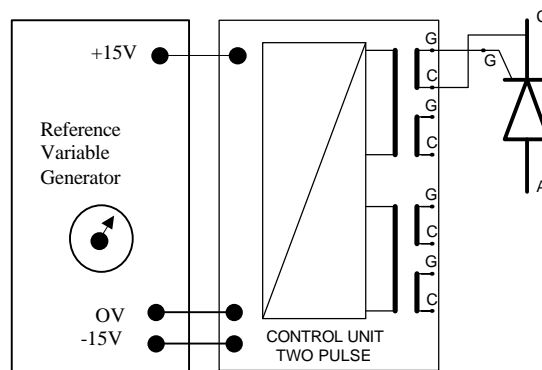 +15V
Reference
Variable
Generator
OV
-15V
G
C
G
C
G
C
G
C
CONTROL UNIT
TWO PULSE
G
C
A